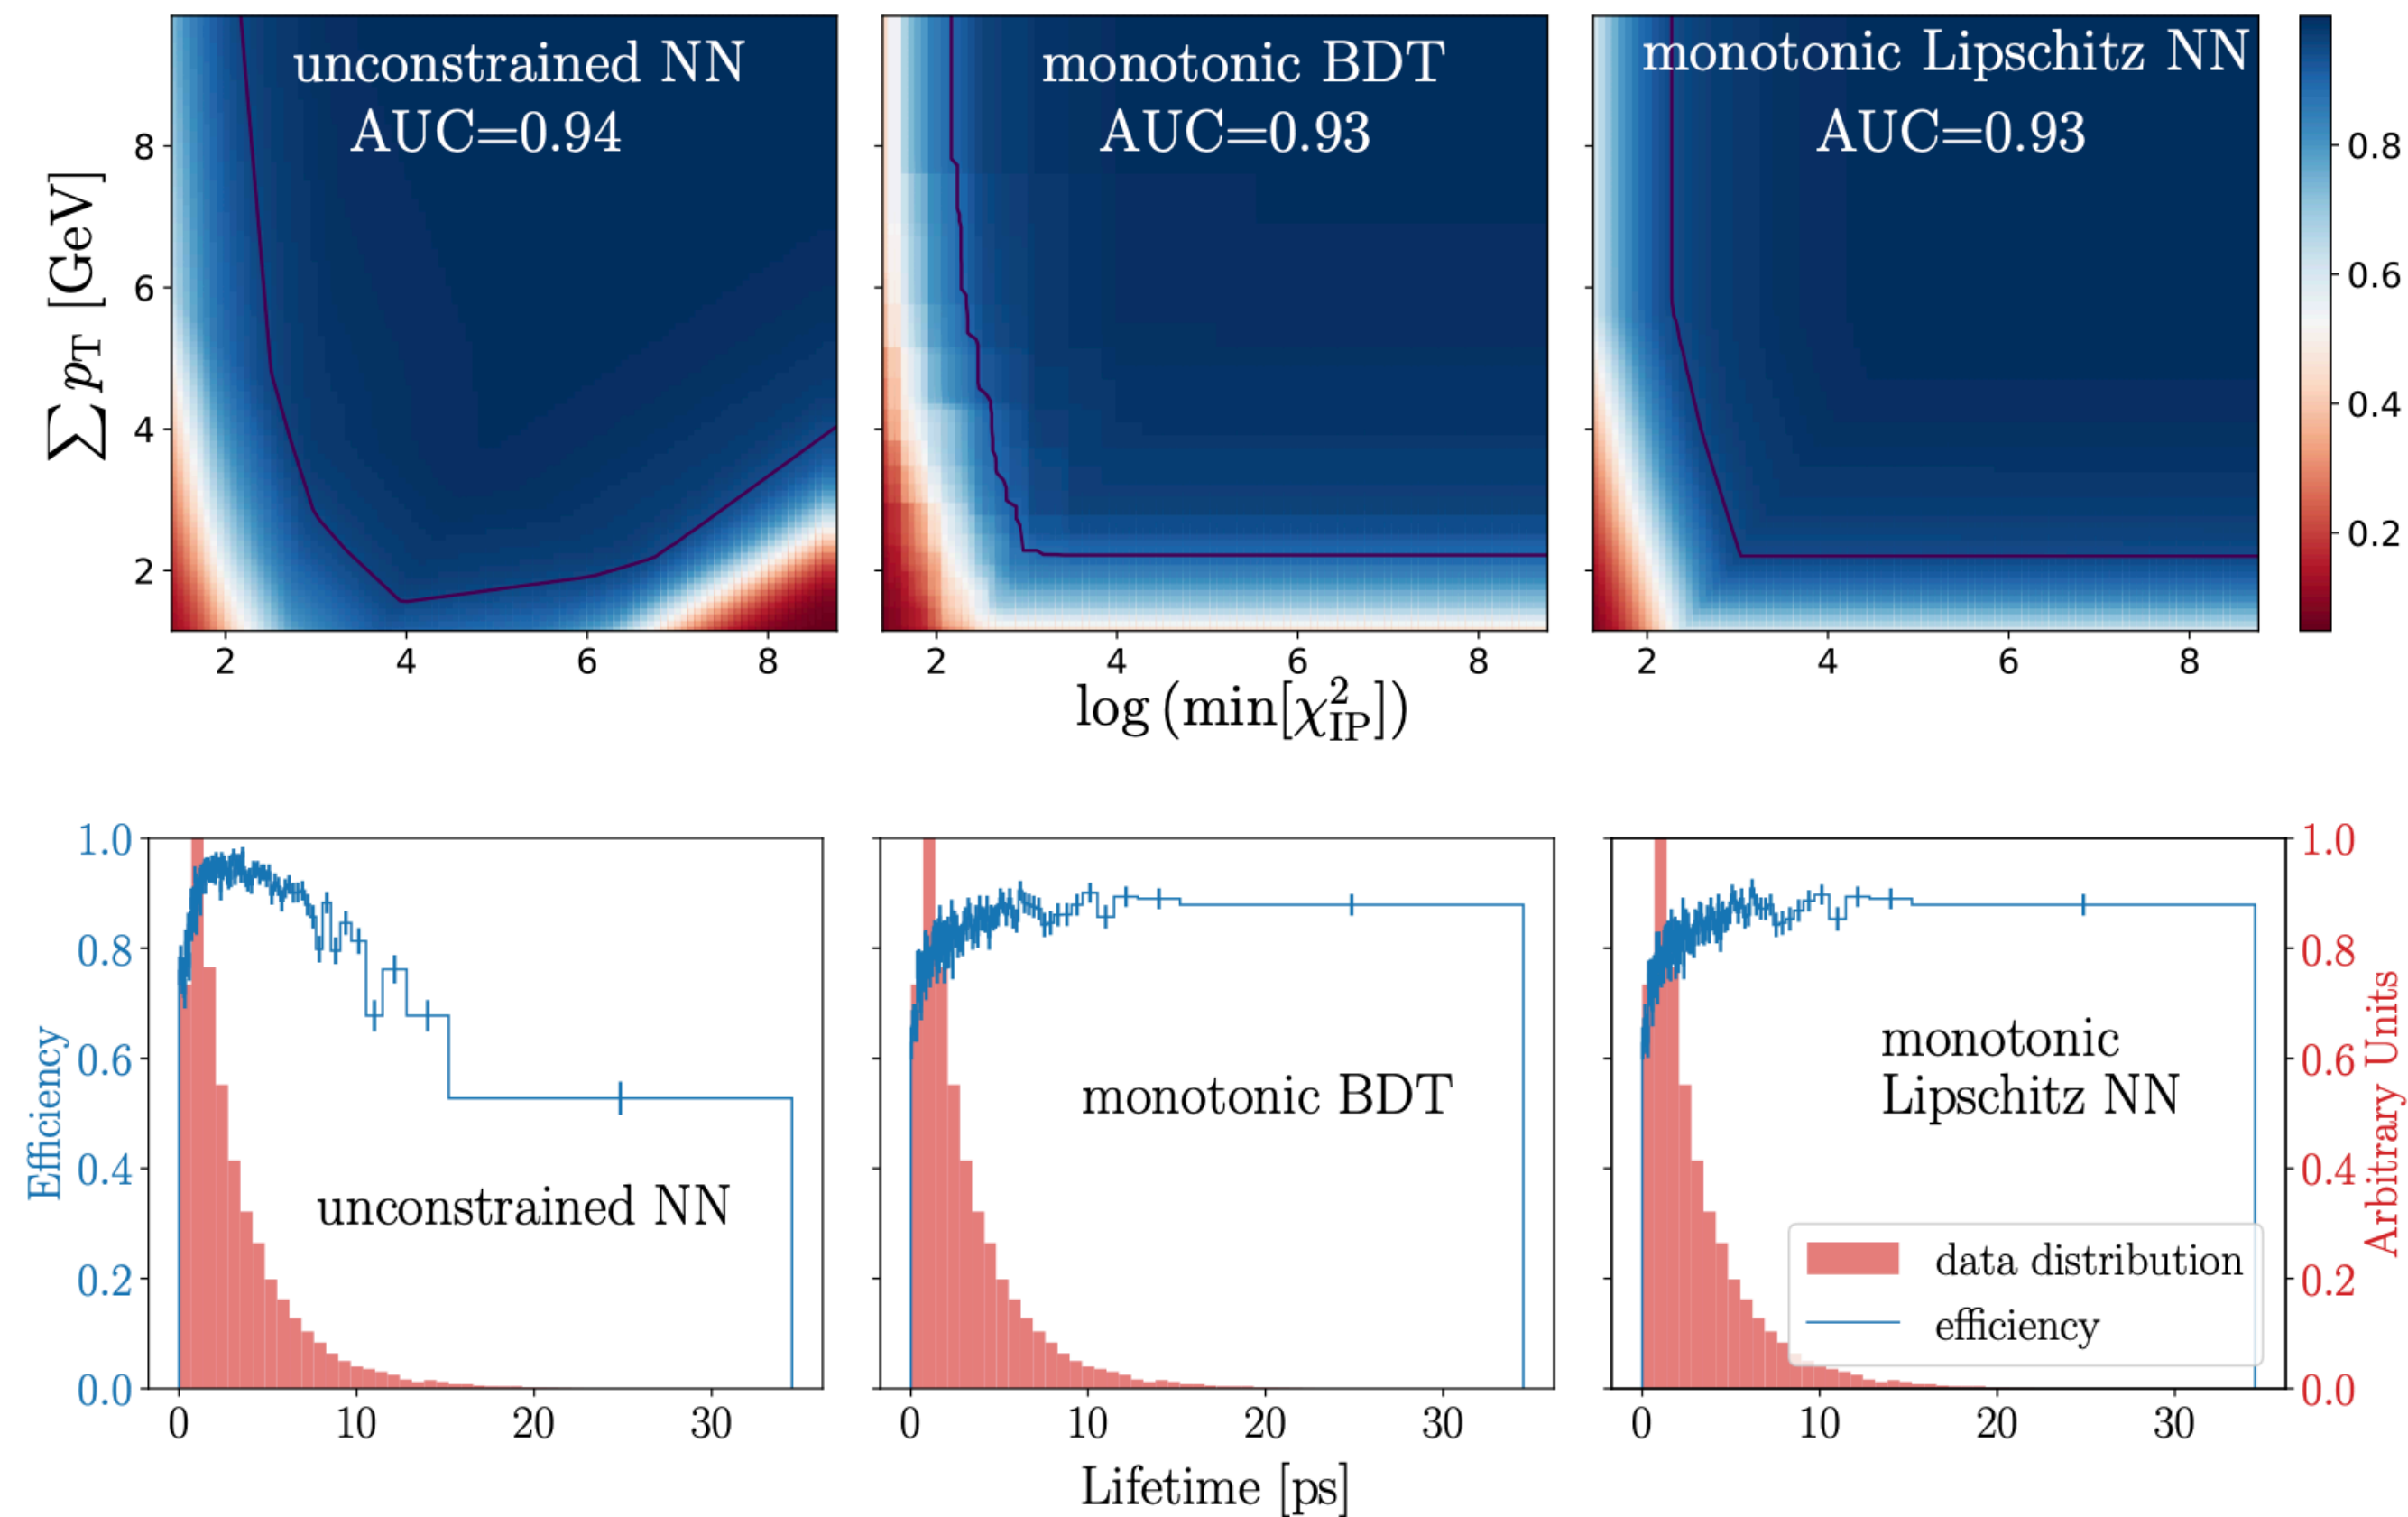 unconstrained NN
AUC=0.94
monotonic BDT
AUC=0.93
monotonic Lipschitz NN
AUC=0.93
∑ p_T [GeV]
8
6
4
2
2 4 6 8
2 4 6 8
2 4 6 8
0.8
0.6
0.4
0.2
log (min[χ²_IP])
Efficiency
1.0
0.8
0.6
0.4
0.2
0.0
unconstrained NN
0 10 20 30
monotonic BDT
0 10 20 30
monotonic
Lipschitz NN
data distribution
efficiency
0 10 20 30
1.0
0.8
0.6
0.4
0.2
0.0
Arbitrary Units
Lifetime [ps]